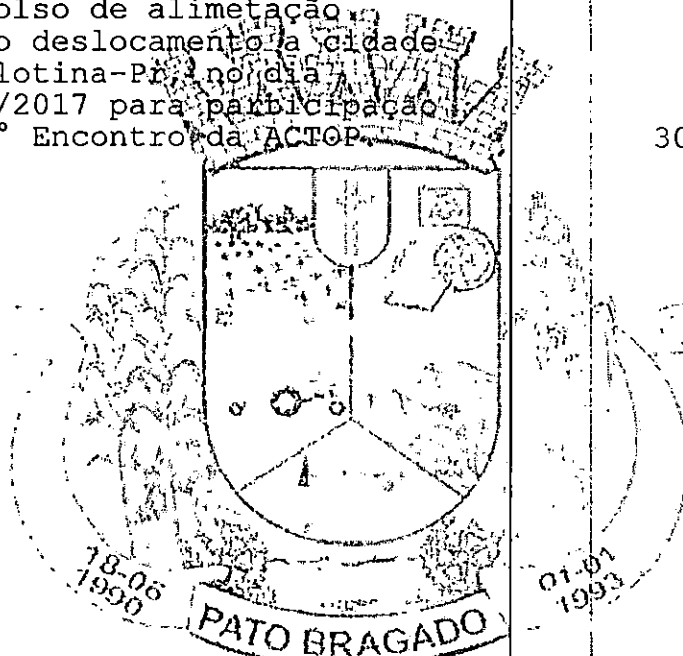 olso de alimetação
o deslocamento a cidade
lotina-Pr, no dia
/2017 para participação
° Encontro da ACTOP.
30
18-06
1990
01-01
1993
PATO BRAGADO